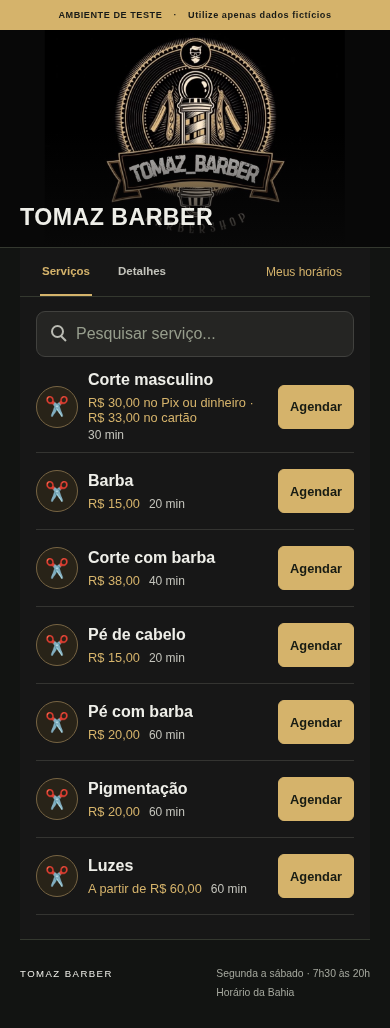 AMBIENTE DE TESTE · Utilize apenas dados fictícios
TOMAZ_BARBER
TOMAZ BARBER
Serviços Detalhes Meus horários
Pesquisar serviço...
Corte masculino
R$ 30,00 no Pix ou dinheiro ·
R$ 33,00 no cartão
30 min
Agendar
Barba
R$ 15,00 20 min
Agendar
Corte com barba
R$ 38,00 40 min
Agendar
Pé de cabelo
R$ 15,00 20 min
Agendar
Pé com barba
R$ 20,00 60 min
Agendar
Pigmentação
R$ 20,00 60 min
Agendar
Luzes
A partir de R$ 60,00 60 min
Agendar
TOMAZ BARBER
Segunda a sábado · 7h30 às 20h
Horário da Bahia